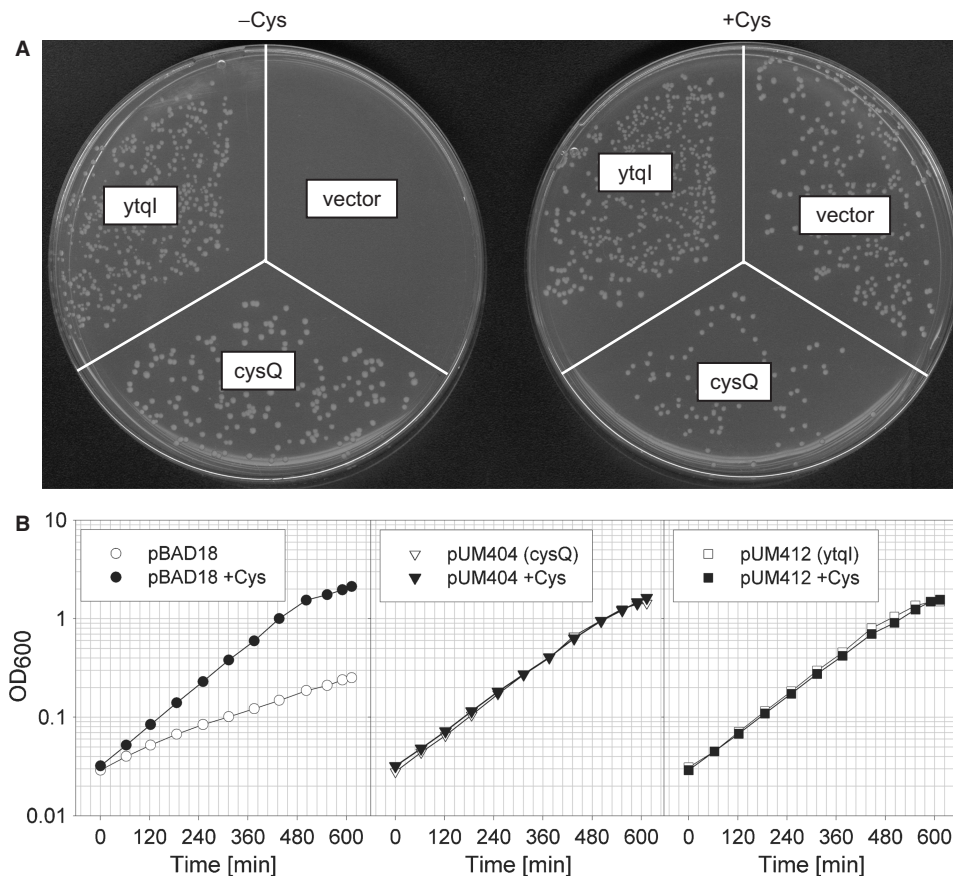 –Cys
+Cys
A
ytqI
vector
cysQ
ytqI
vector
cysQ
B
pBAD18
pBAD18 +Cys
pUM404 (cysQ)
pUM404 +Cys
pUM412 (ytqI)
pUM412 +Cys
OD600
10
1
0.1
0.01
0 120 240 360 480 600
0 120 240 360 480 600
0 120 240 360 480 600
Time [min]
Time [min]
Time [min]